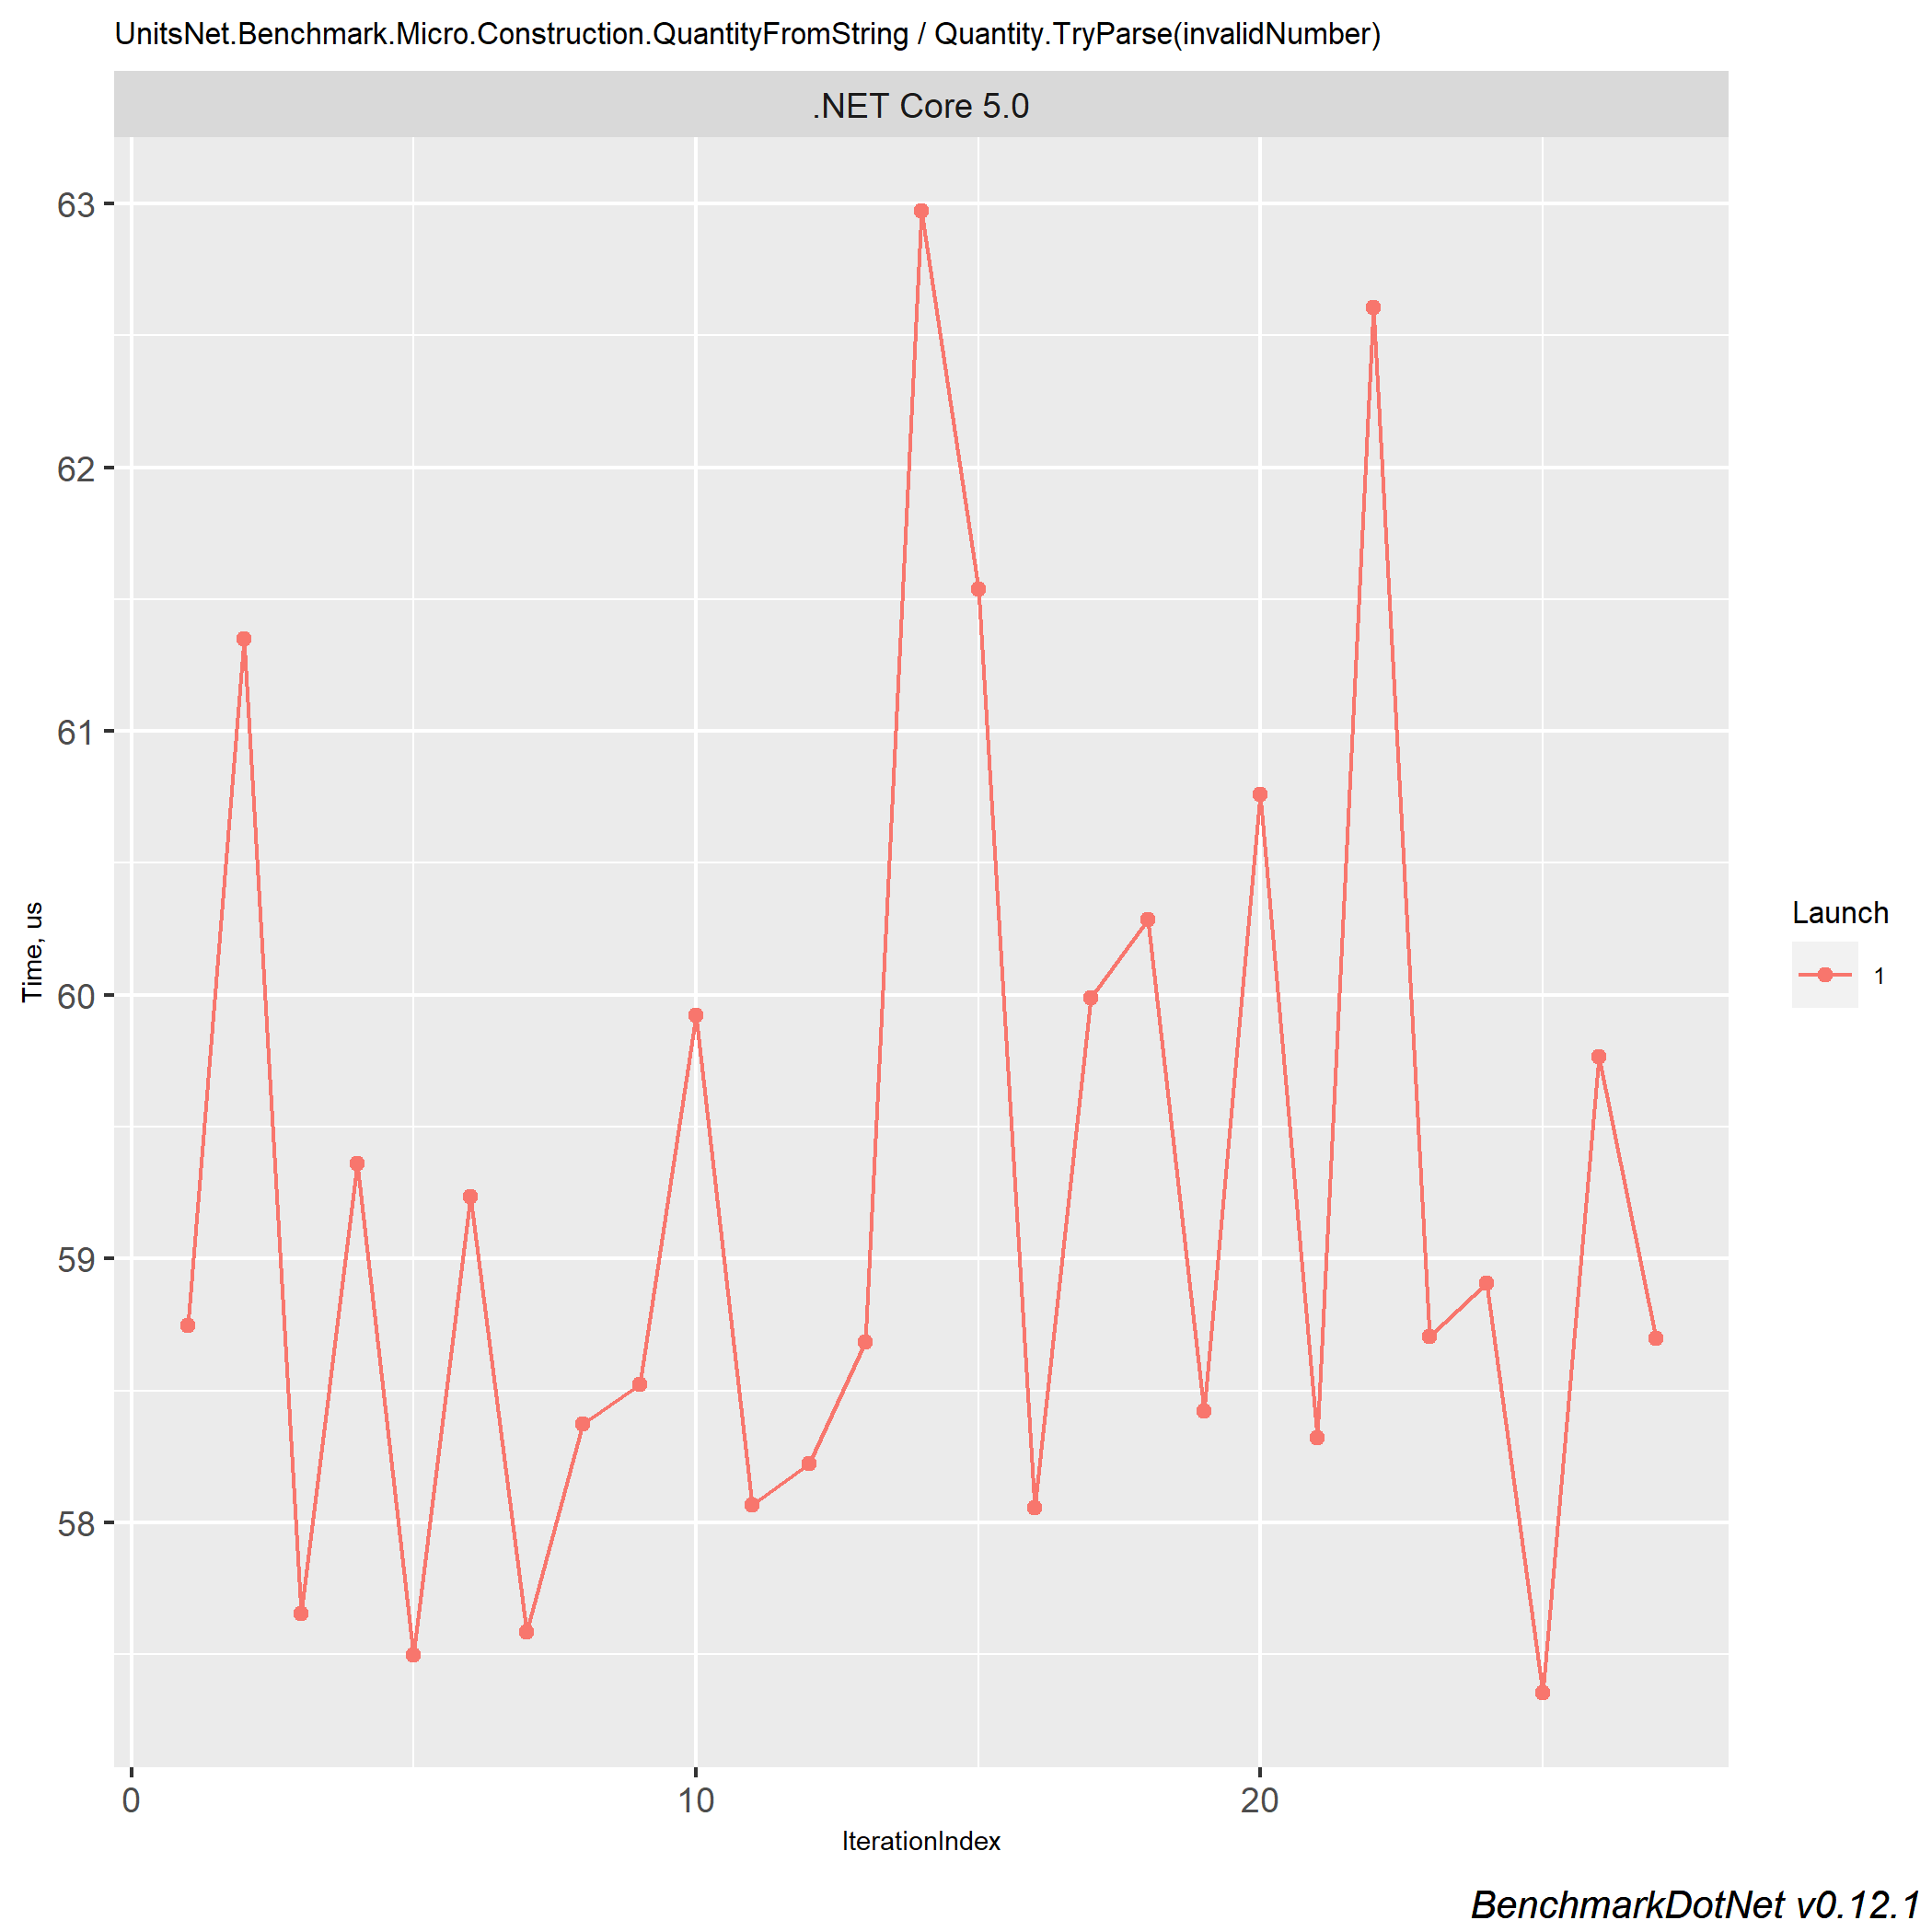 UnitsNet.Benchmark.Micro.Construction.QuantityFromString / Quantity.TryParse(invalidNumber)
.NET Core 5.0
63
62
61
60
59
58
Time, us
0 10 20
IterationIndex
Launch
1
BenchmarkDotNet v0.12.1